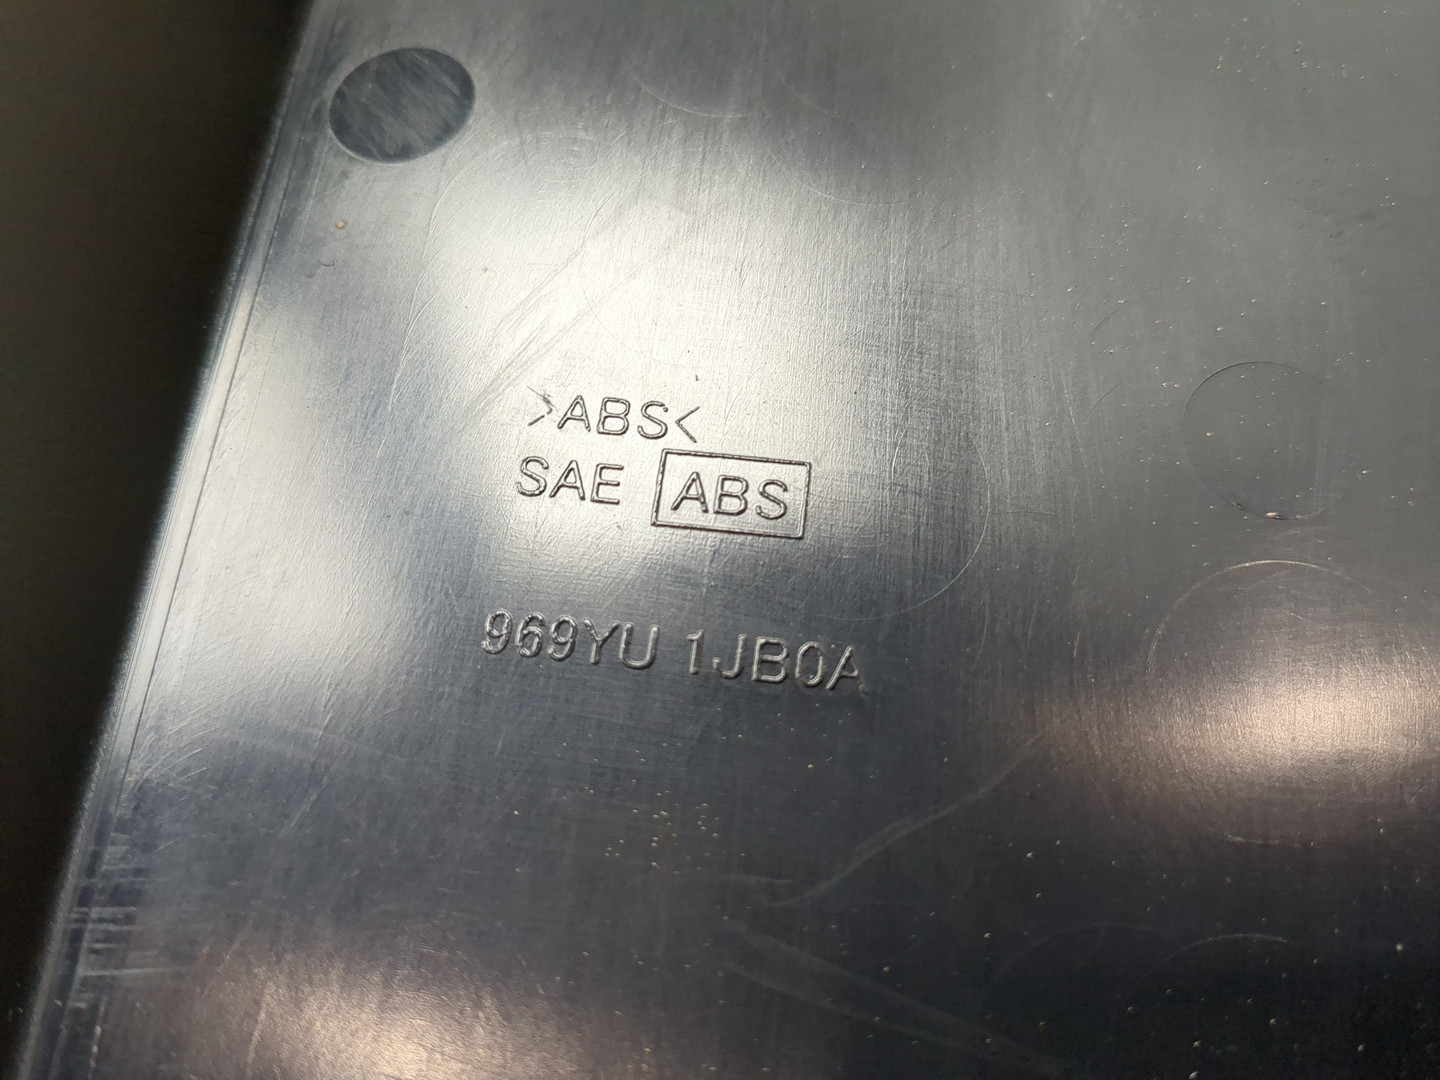 >ABS<
SAE ABS
969YU 1JB0A